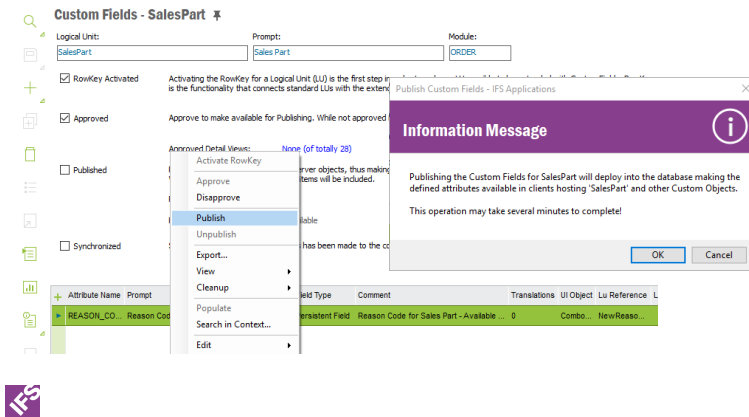 Custom Fields - SalesPart
Logical Unit: Prompt: Module:
SalesPart Sales Part ORDER
RowKey Activated Activating the RowKey for a Logical Unit (LU) is the first step in
is the functionality that connects standard LUs with the extend
Publish Custom Fields - IFS Applications
Information Message
Approved Approve to make available for Publishing. While not approved
Approved Detail Views: None (of totally 28)
Activate RowKey
Approve
Disapprove
Publish
Unpublish
Export...
View
Cleanup
Populate
Search in Context...
Edit
Published
rver objects, thus making
items will be included.
lable
Publishing the Custom Fields for SalesPart will deploy into the database making the
defined attributes available in clients hosting 'SalesPart' and other Custom Objects.
This operation may take several minutes to complete!
OK Cancel
Synchronized
has been made to the co
Attribute Name Prompt ield Type Comment Translations UI Object Lu Reference L
REASON_CO... Reason Cod ersistent Field Reason Code for Sales Part - Available ... 0 Combo... NewReaso...
IFS